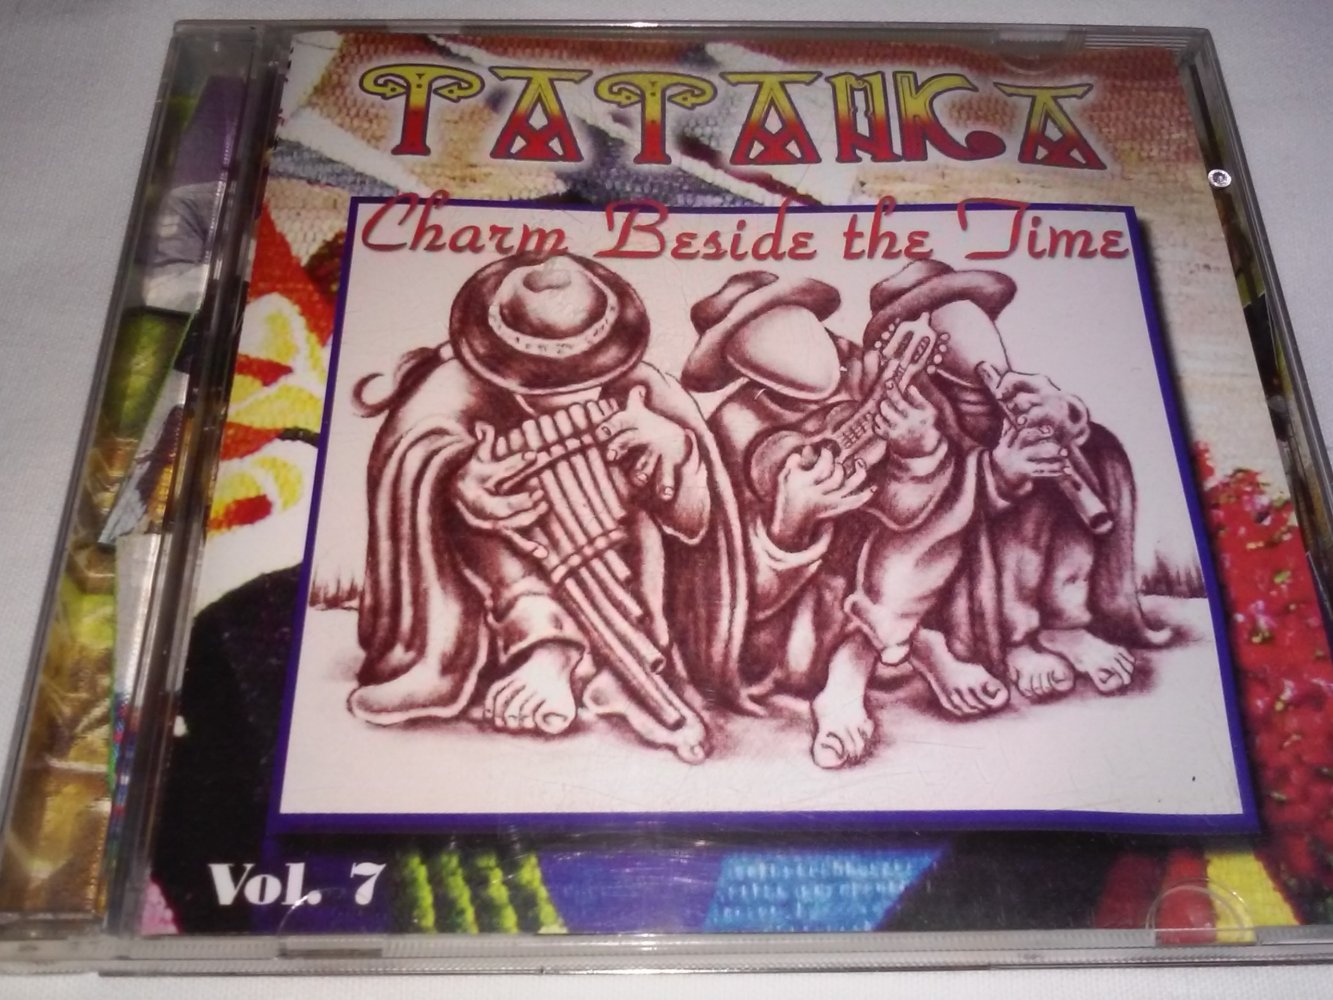 TATANKA
Charm Beside the Time
Vol. 7